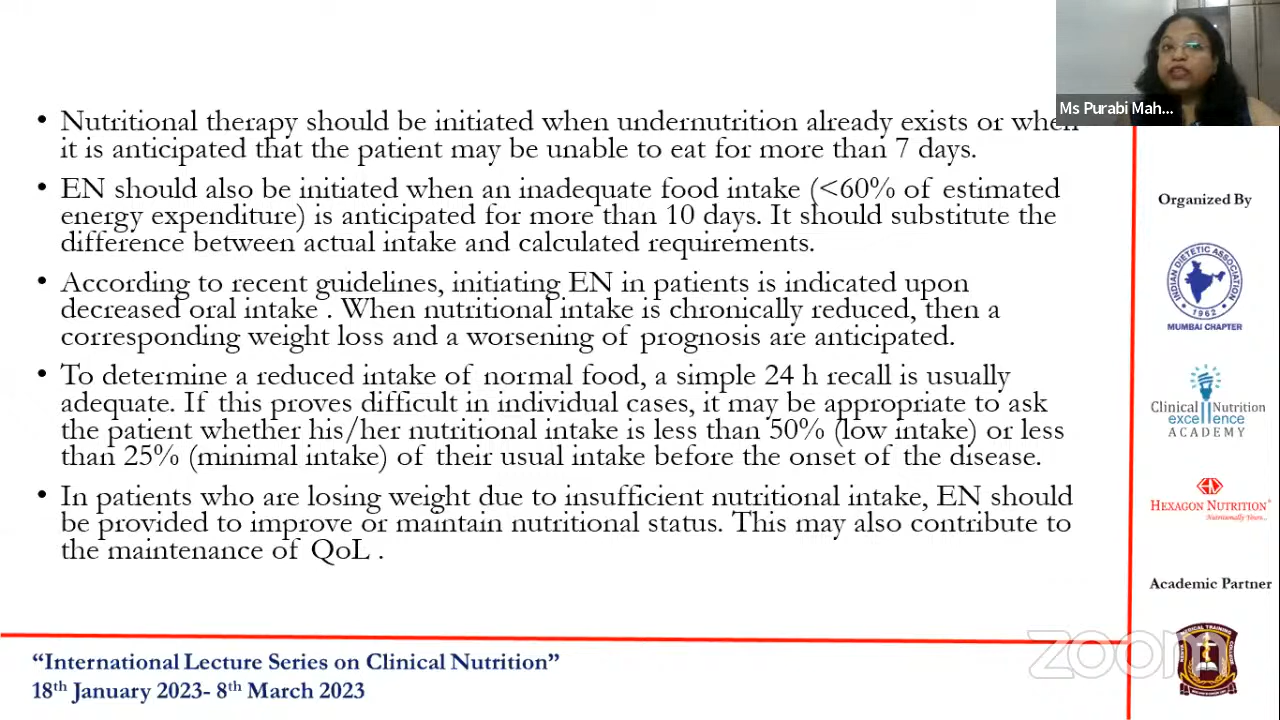 Ms Purabi Mah...
• Nutritional therapy should be initiated when undernutrition already exists or when
it is anticipated that the patient may be unable to eat for more than 7 days.
• EN should also be initiated when an inadequate food intake (<60% of estimated
energy expenditure) is anticipated for more than 10 days. It should substitute the
difference between actual intake and calculated requirements.
• According to recent guidelines, initiating EN in patients is indicated upon
decreased oral intake . When nutritional intake is chronically reduced, then a
corresponding weight loss and a worsening of prognosis are anticipated.
• To determine a reduced intake of normal food, a simple 24 h recall is usually
adequate. If this proves difficult in individual cases, it may be appropriate to ask
the patient whether his/her nutritional intake is less than 50% (low intake) or less
than 25% (minimal intake) of their usual intake before the onset of the disease.
• In patients who are losing weight due to insufficient nutritional intake, EN should
be provided to improve or maintain nutritional status. This may also contribute to
the maintenance of QoL .
Organized By
INDIAN DIETETIC ASSOCIATION
1962
MUMBAI CHAPTER
Clinical Nutrition
excellence
ACADEMY
HEXAGON NUTRITION
Nutritionally Yours...
Academic Partner
zoom
“International Lecture Series on Clinical Nutrition”
18th January 2023- 8th March 2023